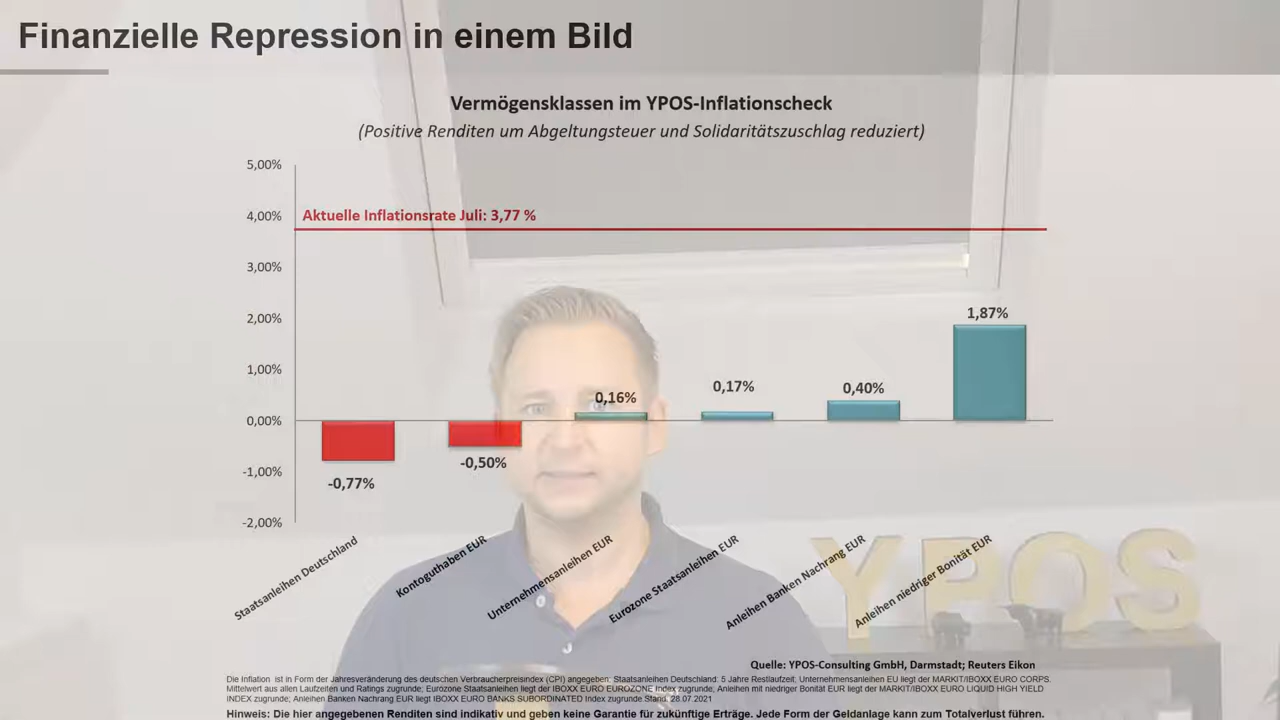 Finanzielle Repression in einem Bild
Vermögensklassen im YPOS-Inflationscheck
(Positive Renditen um Abgeltungsteuer und Solidaritätszuschlag reduziert)
5,00%
4,00%
3,00%
2,00%
1,00%
0,00%
-1,00%
-2,00%
Aktuelle Inflationsrate Juli: 3,77 %
-0,77%
-0,50%
0,16%
0,17%
0,40%
1,87%
Staatsanleihen Deutschland
Kontoguthaben EUR
Unternehmensanleihen EUR
Eurozone Staatsanleihen EUR
Anleihen Banken Nachrang EUR
Anleihen niedriger Bonität EUR
YPOS
Quelle: YPOS-Consulting GmbH, Darmstadt; Reuters Eikon
Die Inflation ist in Form der Jahresveränderung des deutschen Verbraucherpreisindex (CPI) angegeben; Staatsanleihen Deutschland: 5 Jahre Restlaufzeit; Unternehmensanleihen EU liegt der MARKIT/IBOXX EURO CORPS.
Mittelwert aus allen Laufzeiten und Ratings zugrunde; Eurozone Staatsanleihen liegt der IBOXX EURO EUROZONE Index zugrunde; Anleihen mit niedriger Bonität EUR liegt der MARKIT/IBOXX EURO LIQUID HIGH YIELD
INDEX zugrunde; Anleihen Banken Nachrang EUR liegt IBOXX EURO BANKS SUBORDINATED Index zugrunde.Stand: 28.07.2021
Hinweis: Die hier angegebenen Renditen sind indikativ und geben keine Garantie für zukünftige Erträge. Jede Form der Geldanlage kann zum Totalverlust führen.